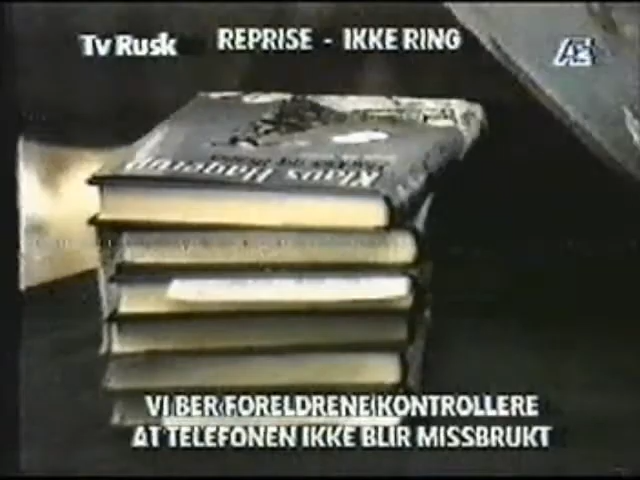 Tv Rusk
REPRISE - IKKE RING
Æ
Klaus Hagerup
VI BER FORELDRENE KONTROLLERE
AT TELEFONEN IKKE BLIR MISSBRUKT